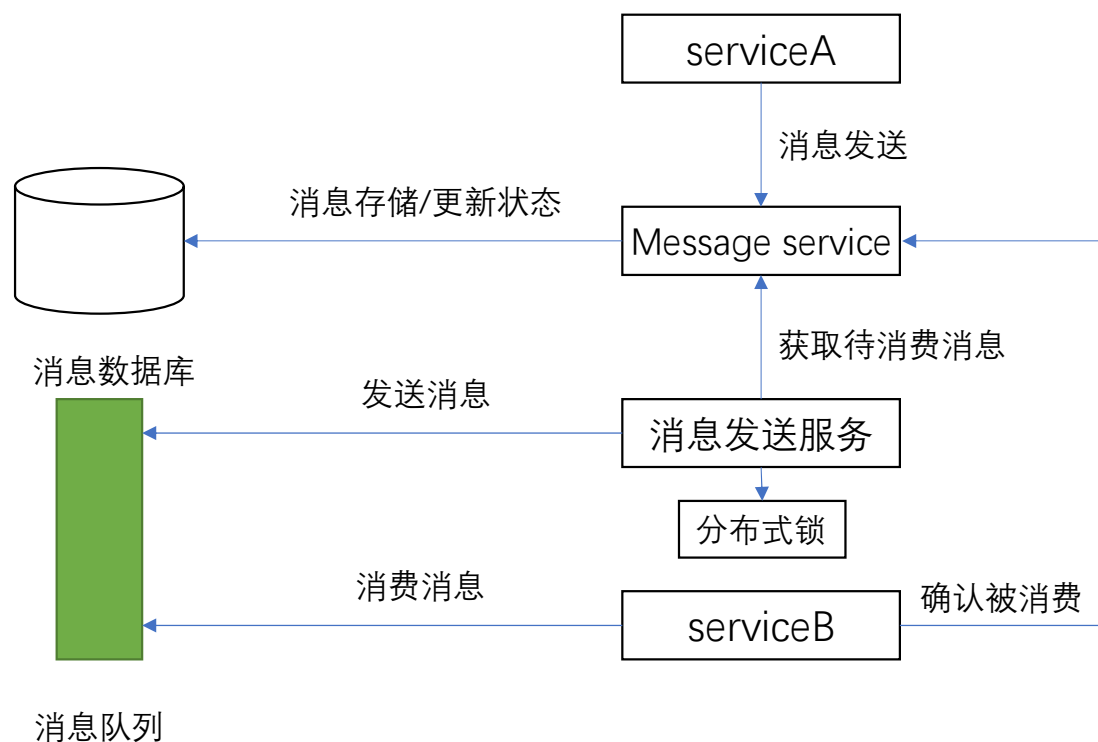 serviceA
消息发送
消息存储/更新状态
Message service
获取待消费消息
消息数据库
发送消息
消息发送服务
分布式锁
消费消息
serviceB
确认被消费
消息队列